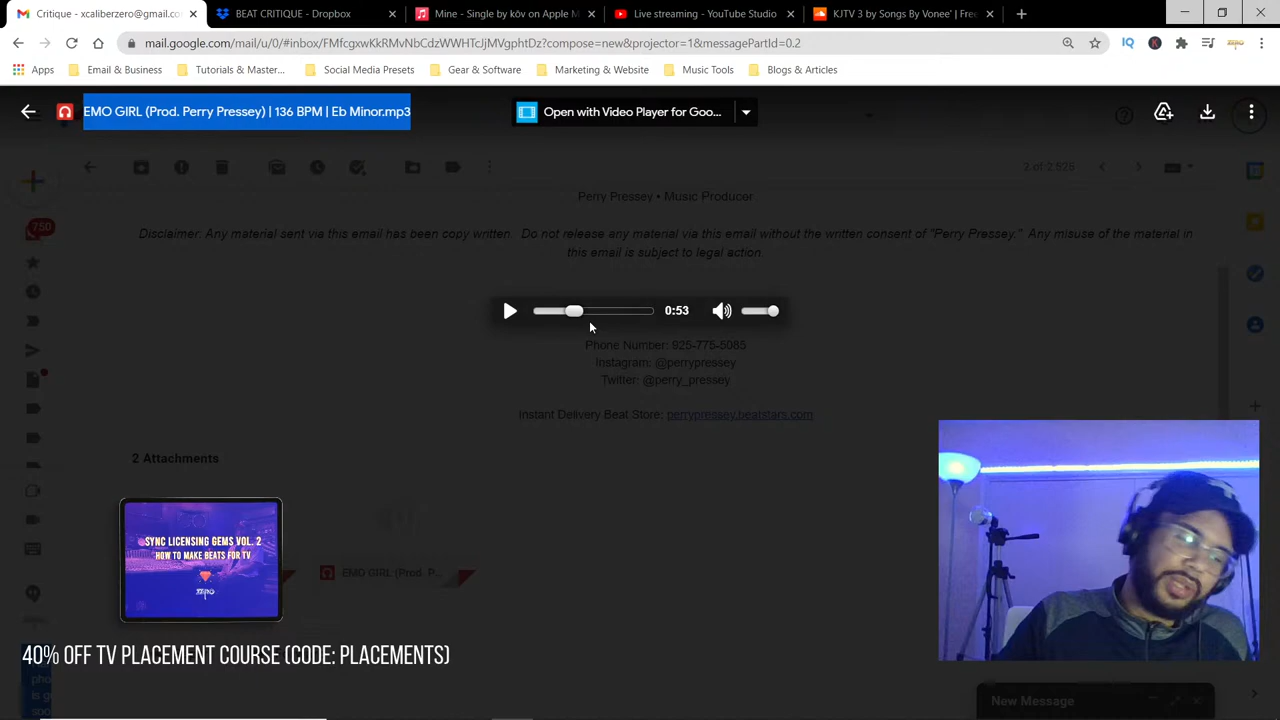 Critique - xcaliberzero@gmail.co
BEAT CRITIQUE - Dropbox
Mine - Single by kōv on Apple M
Live streaming - YouTube Studio
KJTV 3 by Songs By Vonee' | Free
mail.google.com/mail/u/0/#inbox/FMfcgxwKkRMvNbCdzWWHTcJjMVgphtDz?compose=new&projector=1&messagePartId=0.2
Apps
Email & Business
Tutorials & Master...
Social Media Presets
Gear & Software
Marketing & Website
Music Tools
Blogs & Articles
EMO GIRL (Prod. Perry Pressey) | 136 BPM | Eb Minor.mp3
Open with Video Player for Goo...
2 of 2,526
Perry Pressey • Music Producer
750
Disclaimer: Any material sent via this email has been copy written. Do not release any material via this email without the written consent of "Perry Pressey." Any misuse of the material in
this email is subject to legal action.
0:53
Phone Number: 925-775-5085
Instagram: @perrypressey
Twitter: @perry_pressey
Instant Delivery Beat Store: perrypressey.beatstars.com
2 Attachments
SYNC LICENSING GEMS VOL. 2
HOW TO MAKE BEATS FOR TV
ZERO
EMO GIRL (Prod. P...
40% OFF TV PLACEMENT COURSE (CODE: PLACEMENTS)
New Message